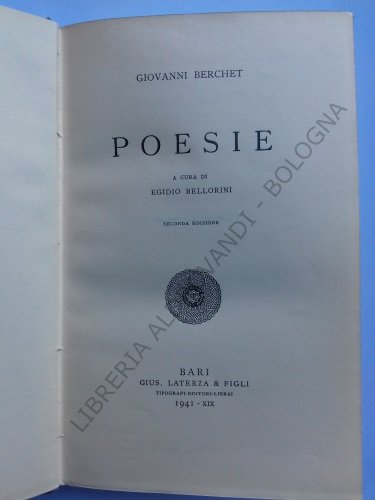 GIOVANNI BERCHET
POESIE
A CURA DI
EGIDIO BELLORINI
SECONDA EDIZIONE
BARI
GIUS. LATERZA & FIGLI
TIPOGRAFI-EDITORI-LIBRAI
1941 - XIX
LIBRERIA ALDROVANDI - BOLOGNA